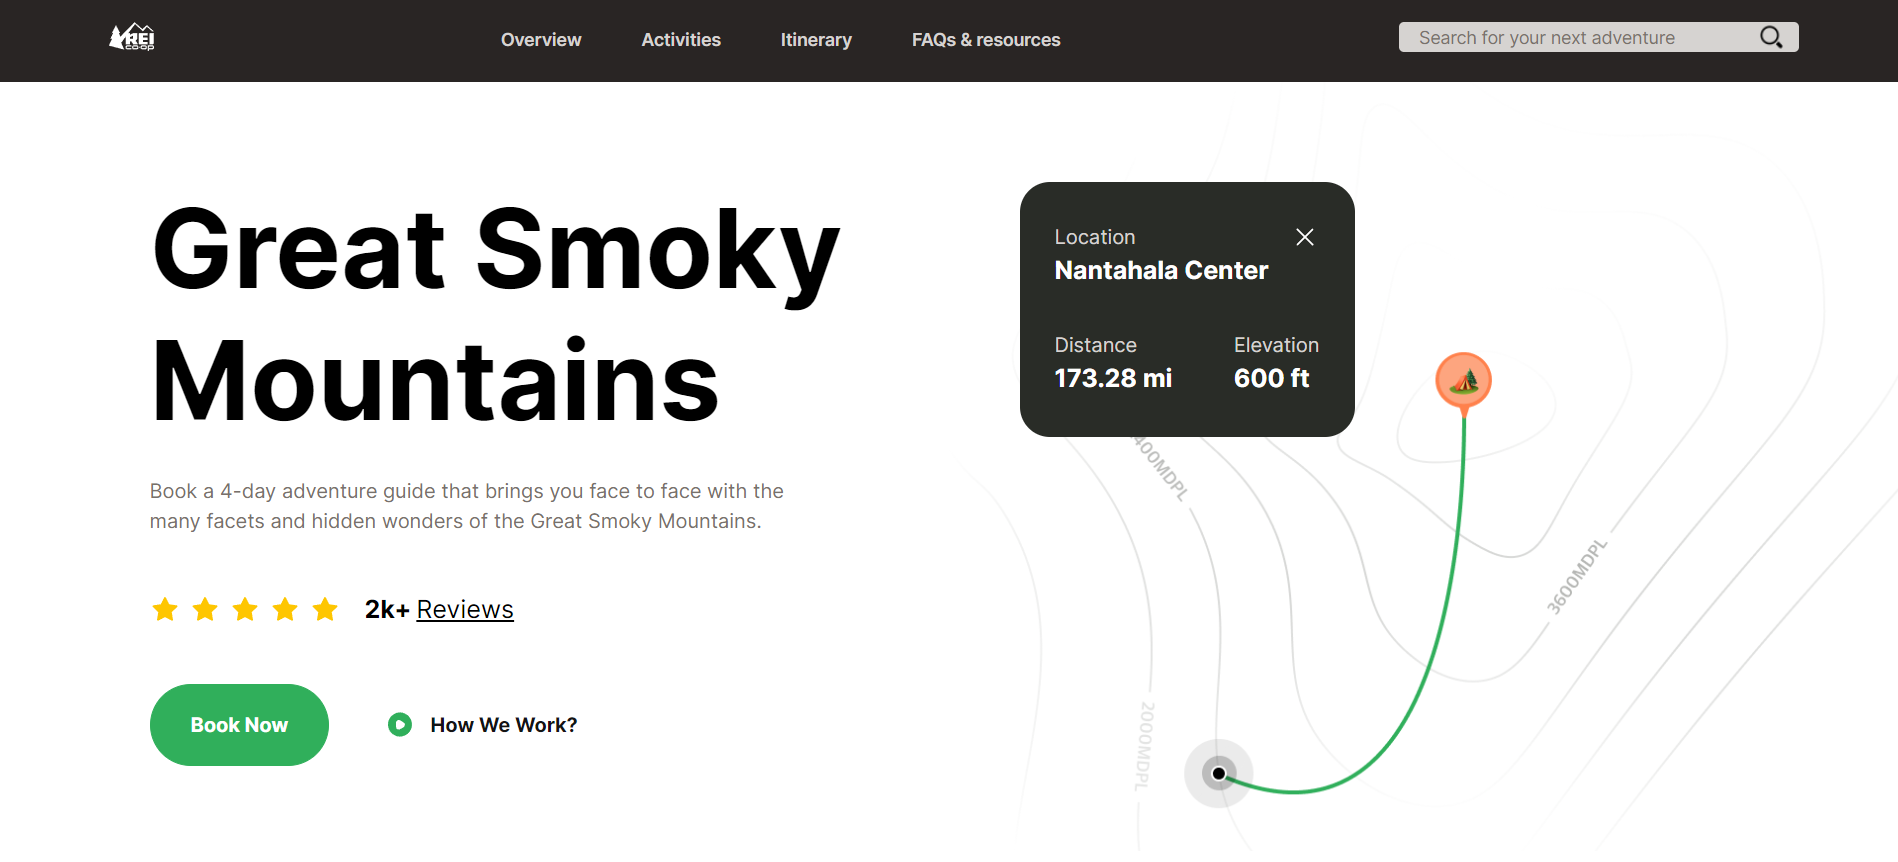 REI
co-op
Overview
Activities
Itinerary
FAQs & resources
Search for your next adventure
Great Smoky
Mountains
Book a 4-day adventure guide that brings you face to face with the
many facets and hidden wonders of the Great Smoky Mountains.
2k+ Reviews
Book Now
How We Work?
Location
Nantahala Center
Distance
173.28 mi
Elevation
600 ft
400MDPL
3600MDPL
2000MDPL